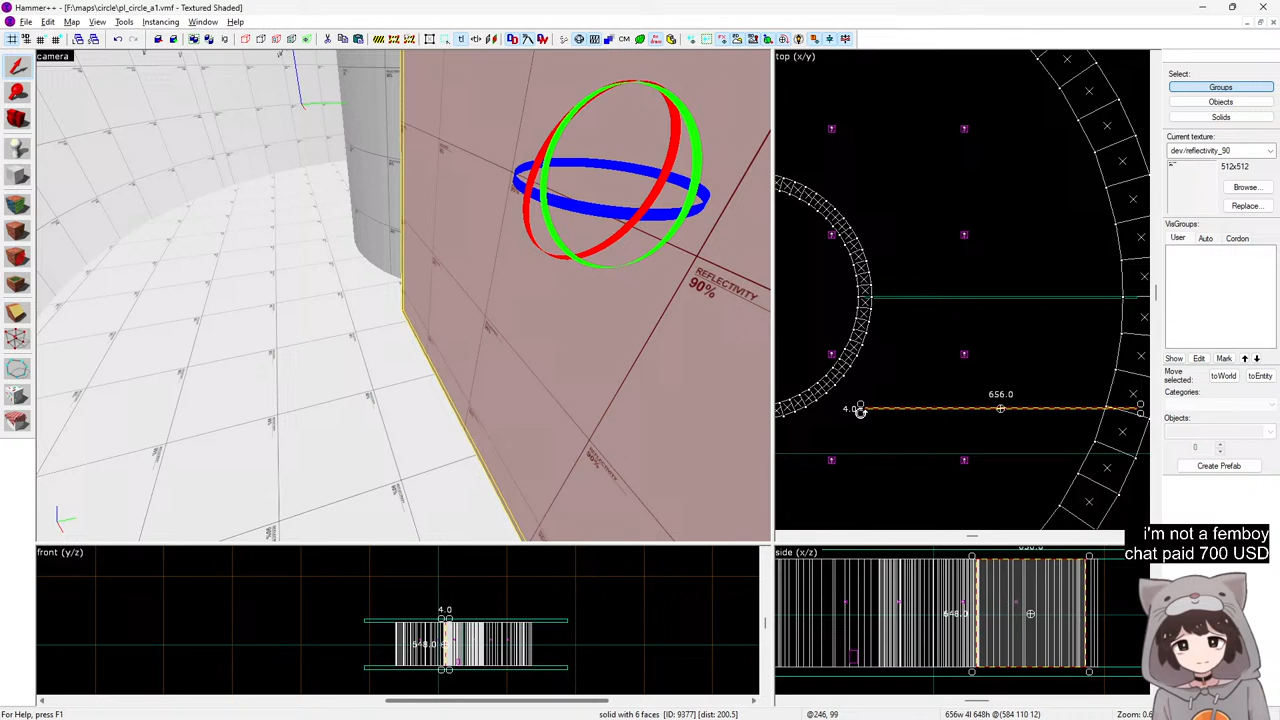 Hammer++ - [F:\maps\circle\pl_circle_a1.vmf - Textured Shaded]
File Edit Map View Tools Instancing Window Help
camera
top (x/y)
Select:
Groups
Objects
Solids
Current texture:
dev/reflectivity_90
512x512
Browse...
Replace...
VisGroups:
User Auto Cordon
REFLECTIVITY
90%
Show Edit Mark
Move
selected:
toWorld toEntity
Categories:
656.0
4.0
Objects:
0
Create Prefab
i'm not a femboy
chat paid 700 USD
front (y/z)
side (x/z)
4.0
648.0
For Help, press F1
solid with 6 faces [ID: 9377] [dist: 200.5]
@246, 99
656w 4l 648h @(584 110 12)